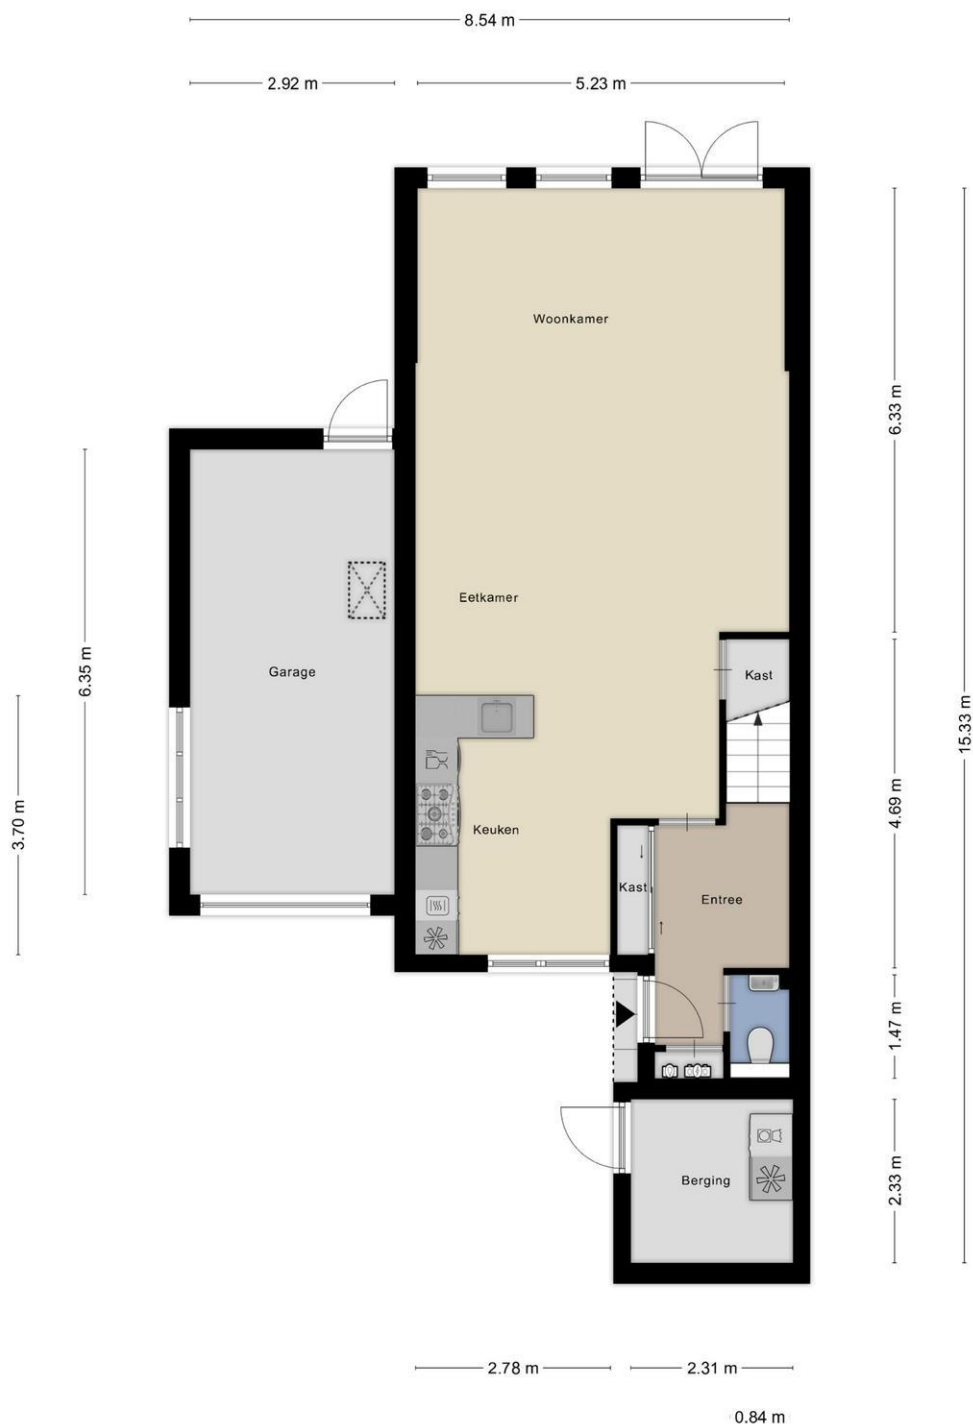 8.54 m
2.92 m
5.23 m
Woonkamer
6.33 m
Eetkamer
Garage
6.35 m
Kast
15.33 m
3.70 m
4.69 m
Keuken
Kast
Entree
1.47 m
2.33 m
Berging
2.78 m
2.31 m
0.84 m